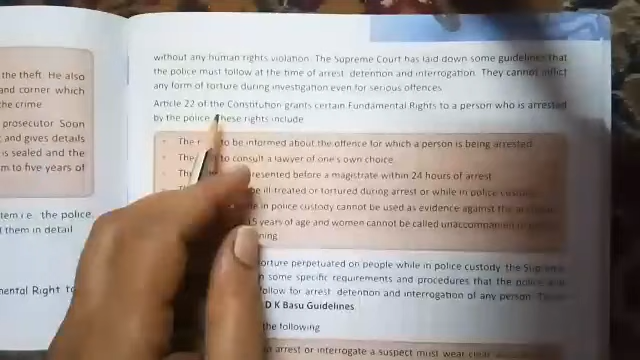 the theft. He also
and corner which
the crime
prosecutor Soon
and gives details
is sealed and the
m to five years of
tem i.e. the police,
them in detail
mental Right to
without any human rights violation. The Supreme Court has laid down some guidelines that
the police must follow at the time of arrest detention and interrogation. They cannot inflict
any form of torture during investigation even for serious offences.
Article 22 of the Constitution grants certain Fundamental Rights to a person who is arrested
by the police These rights include
The to be informed about the offence for which a person is being arrested
The to consult a lawyer of one's own choice
The presented before a magistrate within 24 hours of arrest
be ill-treated or tortured during arrest or while in police
in police custody cannot be used as evidence against the
15 years of age and women cannot be called unaccompanied
torture perpetuated on people while in police custody the
some specific requirements and procedures that the police
follow for arrest detention and interrogation of any person
D K Basu Guidelines
the following
arrest or interrogate a suspect must wear clear